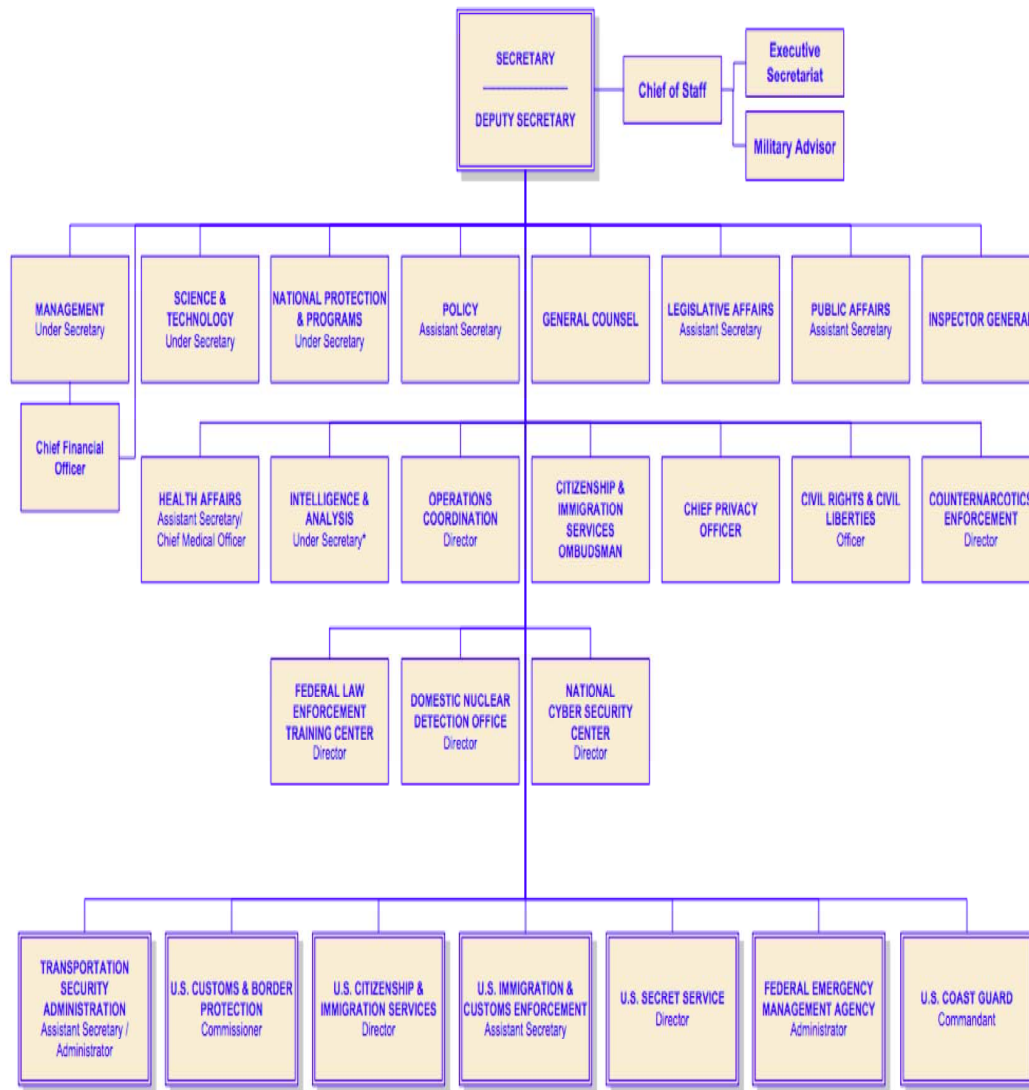 SECRETARY
DEPUTY SECRETARY
Chief of Staff
Executive
Secretariat
Military Advisor
MANAGEMENT
Under Secretary
SCIENCE &
TECHNOLOGY
Under Secretary
NATIONAL PROTECTION
& PROGRAMS
Under Secretary
POLICY
Assistant Secretary
GENERAL COUNSEL
LEGISLATIVE AFFAIRS
Assistant Secretary
PUBLIC AFFAIRS
Assistant Secretary
INSPECTOR GENERAL
Chief Financial
Officer
HEALTH AFFAIRS
Assistant Secretary/
Chief Medical Officer
INTELLIGENCE &
ANALYSIS
Under Secretary*
OPERATIONS
COORDINATION
Director
CITIZENSHIP &
IMMIGRATION
SERVICES
OMBUDSMAN
CHIEF PRIVACY
OFFICER
CIVIL RIGHTS & CIVIL
LIBERTIES
Officer
COUNTERNARCOTICS
ENFORCEMENT
Director
FEDERAL LAW
ENFORCEMENT
TRAINING CENTER
Director
DOMESTIC NUCLEAR
DETECTION OFFICE
Director
NATIONAL
CYBER SECURITY
CENTER
Director
TRANSPORTATION
SECURITY
ADMINISTRATION
Assistant Secretary /
Administrator
U.S. CUSTOMS & BORDER
PROTECTION
Commissioner
U.S. CITIZENSHIP &
IMMIGRATION SERVICES
Director
U.S. IMMIGRATION &
CUSTOMS ENFORCEMENT
Assistant Secretary
U.S. SECRET SERVICE
Director
FEDERAL EMERGENCY
MANAGEMENT AGENCY
Administrator
U.S. COAST GUARD
Commandant